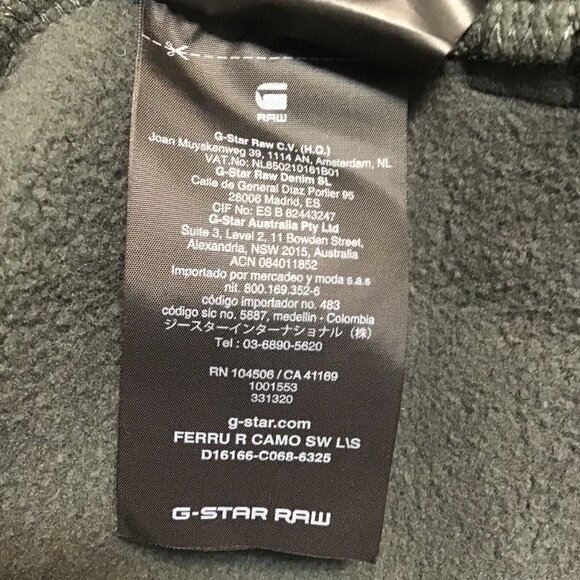 RAW
G-Star Raw C.V. (H.Q.)
Joan Muyskenweg 39, 1114 AN, Amsterdam, NL
VAT.No: NL850210161B01
G-Star Raw Denim SL
Calle de General Diaz Porlier 95
28006 Madrid, ES
CIF No: ES B 62443247
G-Star Australia Pty Ltd
Suite 3, Level 2, 11 Bowden Street,
Alexandria, NSW 2015, Australia
ACN 084011852
Importado por mercadeo y moda s.a.s
nit. 800.169.352-6
código importador no. 483
código sic no. 5887, medellin - Colombia
ジースターインターナショナル（株）
Tel : 03-6890-5620
RN 104506 / CA 41169
1001553
331320
g-star.com
FERRU R CAMO SW L\S
D16166-C068-6325
G-STAR RAW